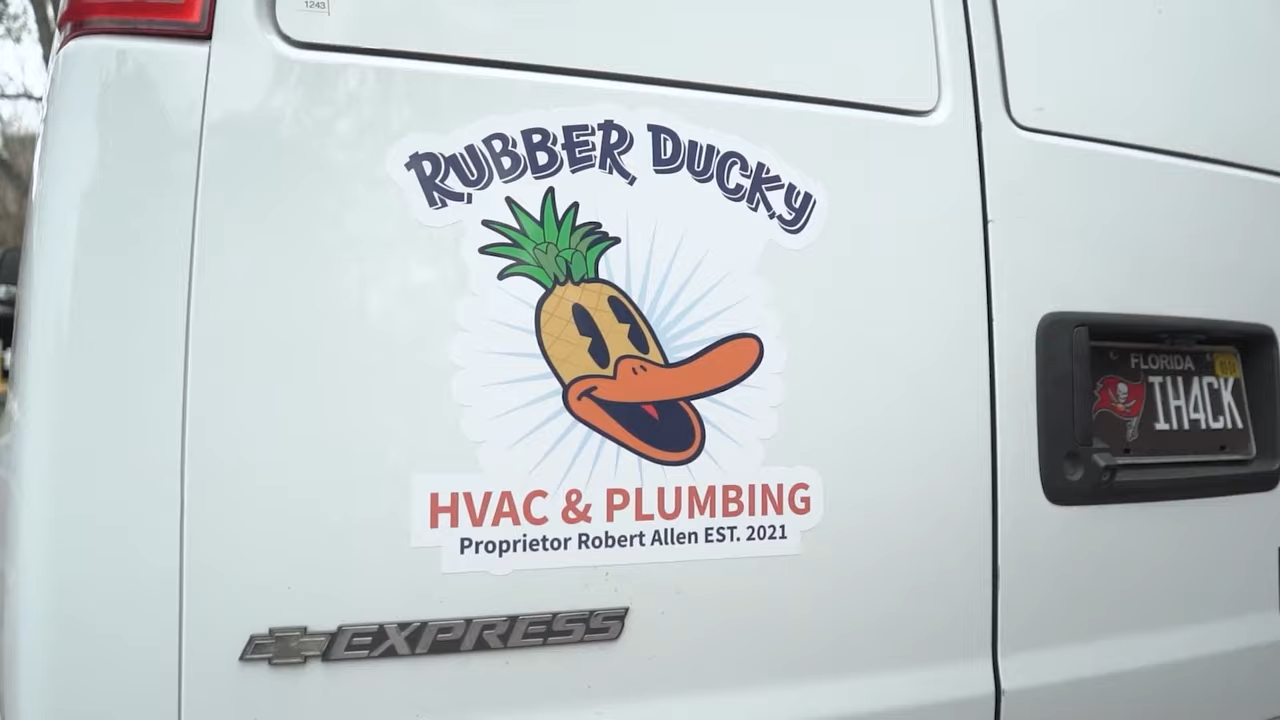 1243
RUBBER DUCKY
HVAC & PLUMBING
Proprietor Robert Allen EST. 2021
EXPRESS
FLORIDA
IH4CK